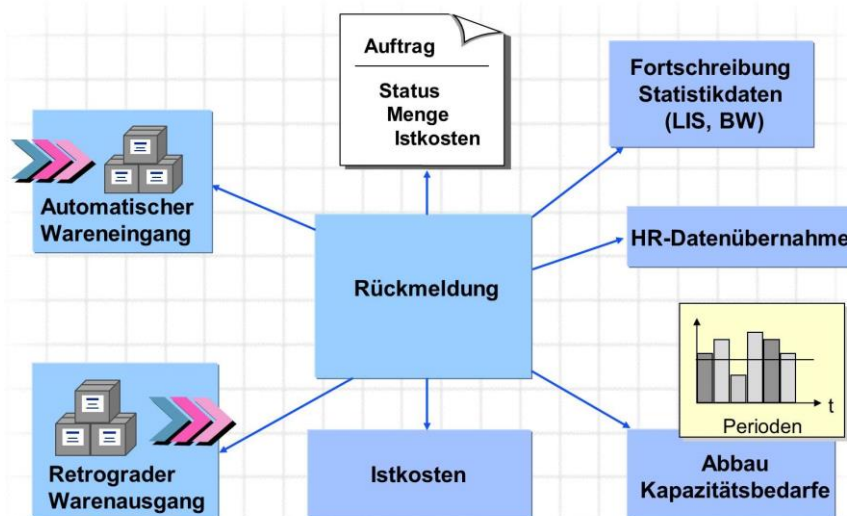 Auftrag
Status
Menge
Istkosten
Fortschreibung
Statistikdaten
(LIS, BW)
Automatischer
Wareneingang
HR-Datenübernahme
Rückmeldung
t
Perioden
Retrograder
Warenausgang
Istkosten
Abbau
Kapazitätsbedarfe